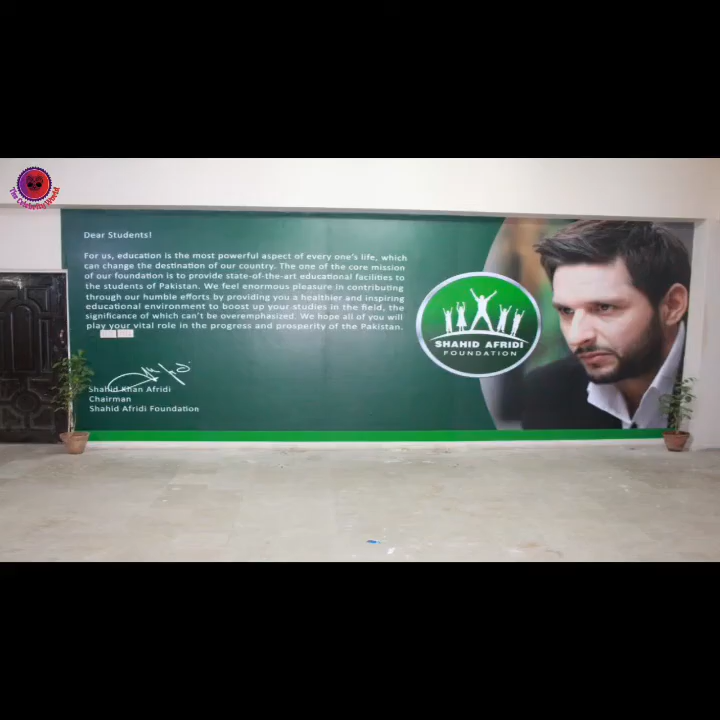 The Celebrity World
Dear Students!
For us, education is the most powerful aspect of every one's life, which
can change the destination of our country. The one of the core mission
of our foundation is to provide state-of-the-art educational facilities to
the students of Pakistan. We feel enormous pleasure in contributing
through our humble efforts by providing you a healthier and inspiring
educational environment to boost up your studies in the field, the
significance of which can't be overemphasized. We hope all of you will
play your vital role in the progress and prosperity of the Pakistan.
Shahid Khan Afridi
Chairman
Shahid Afridi Foundation
SHAHID AFRIDI
FOUNDATION